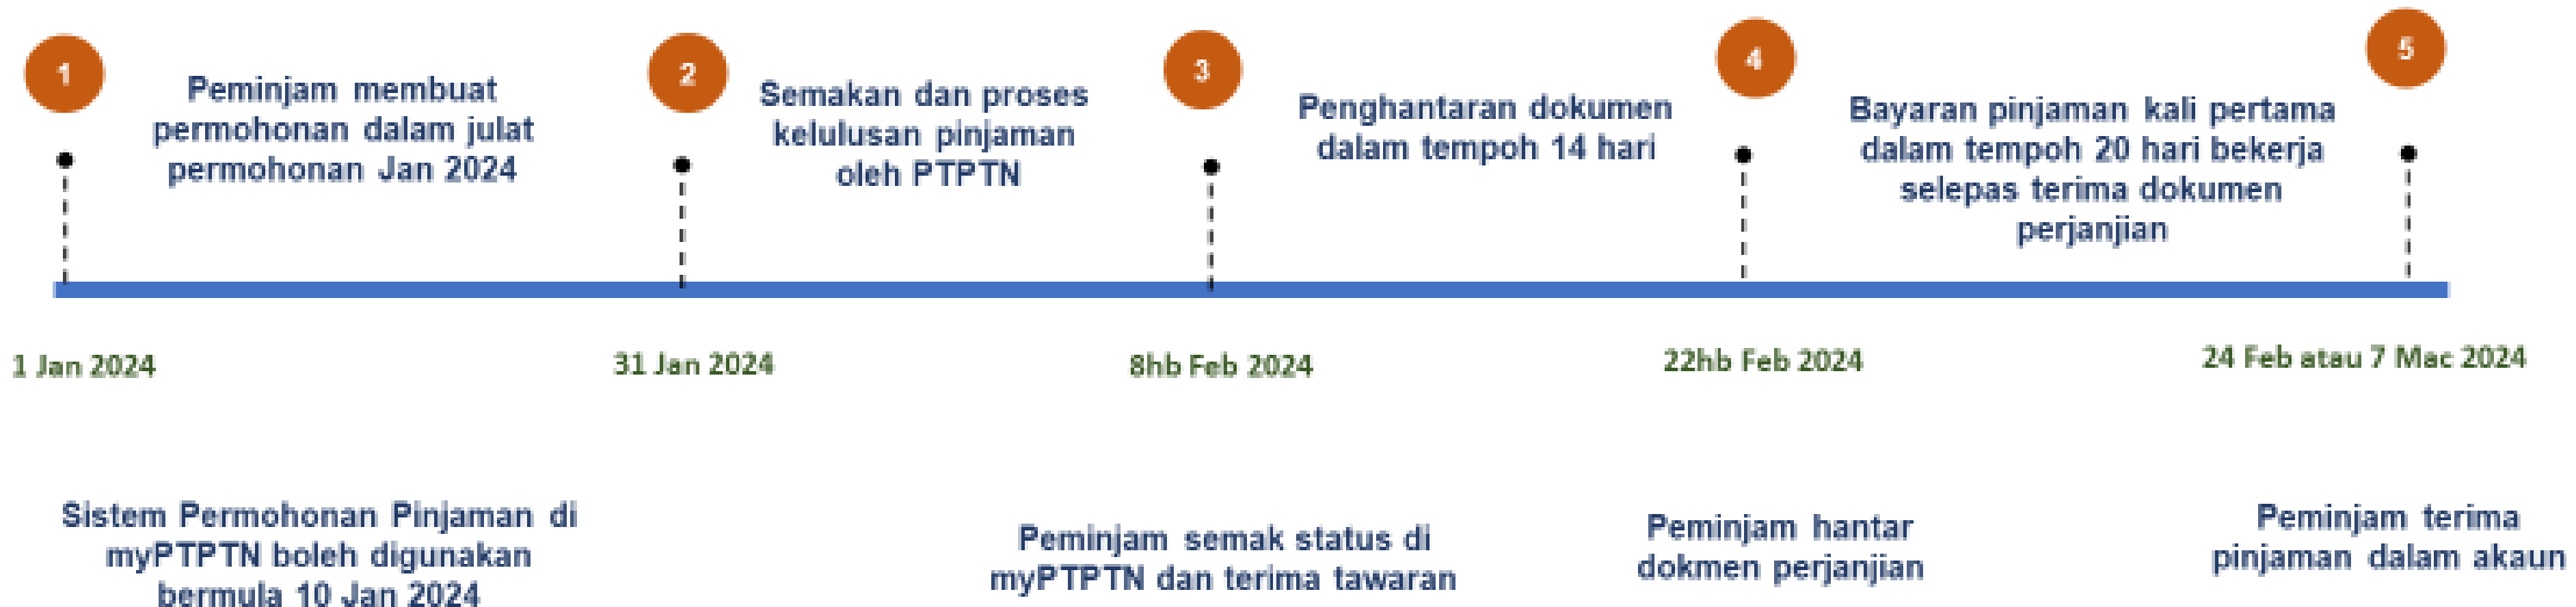 1
Peminjam membuat
permohonan dalam julat
permohonan Jan 2024
2
Semakan dan proses
kelulusan pinjaman
oleh PTPTN
3
Penghantaran dokumen
dalam tempoh 14 hari
4
Bayaran pinjaman kali pertama
dalam tempoh 20 hari bekerja
selepas terima dokumen
perjanjian
5
1 Jan 2024
31 Jan 2024
8hb Feb 2024
22hb Feb 2024
24 Feb atau 7 Mac 2024
Sistem Permohonan Pinjaman di
myPTPTN boleh digunakan
bermula 10 Jan 2024
Peminjam semak status di
myPTPTN dan terima tawaran
Peminjam hantar
dokmen perjanjian
Peminjam terima
pinjaman dalam akaun